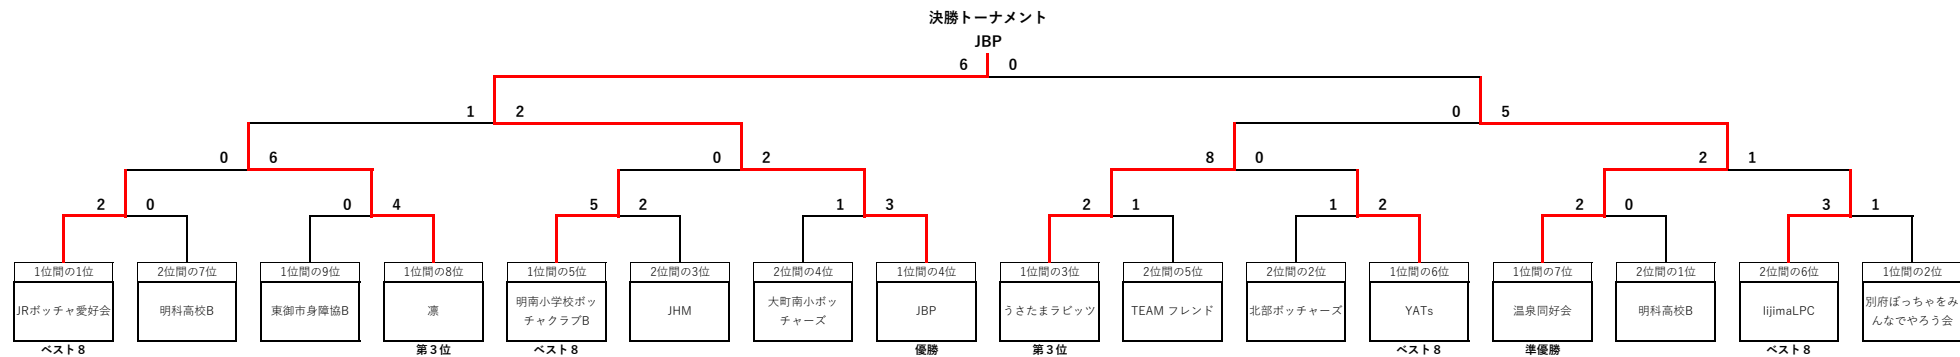 決勝トーナメント
JBP
6 0
1 2 0 5
0 6 0 2 8 0 2 1
2 0 0 4 5 2 1 3 2 1 1 2 2 0 3 1
1位間の1位 2位間の7位 1位間の9位 1位間の8位 1位間の5位 2位間の3位 2位間の4位 1位間の4位 1位間の3位 2位間の5位 2位間の2位 1位間の6位 1位間の7位 2位間の1位 2位間の6位 1位間の2位
JRボッチャ愛好会
明科高校B
東御市身障協B
凛
明南小学校ボッ
チャクラブB
JHM
大町南小ボッ
チャーズ
JBP
うさたまラビッツ
TEAM フレンド
北部ボッチャーズ
YATs
温泉同好会
明科高校B
IijimaLPC
別府ぼっちゃをみ
んなでやろう会
ベスト８ 第３位 ベスト８ 優勝 第３位 ベスト８ 準優勝 ベスト８